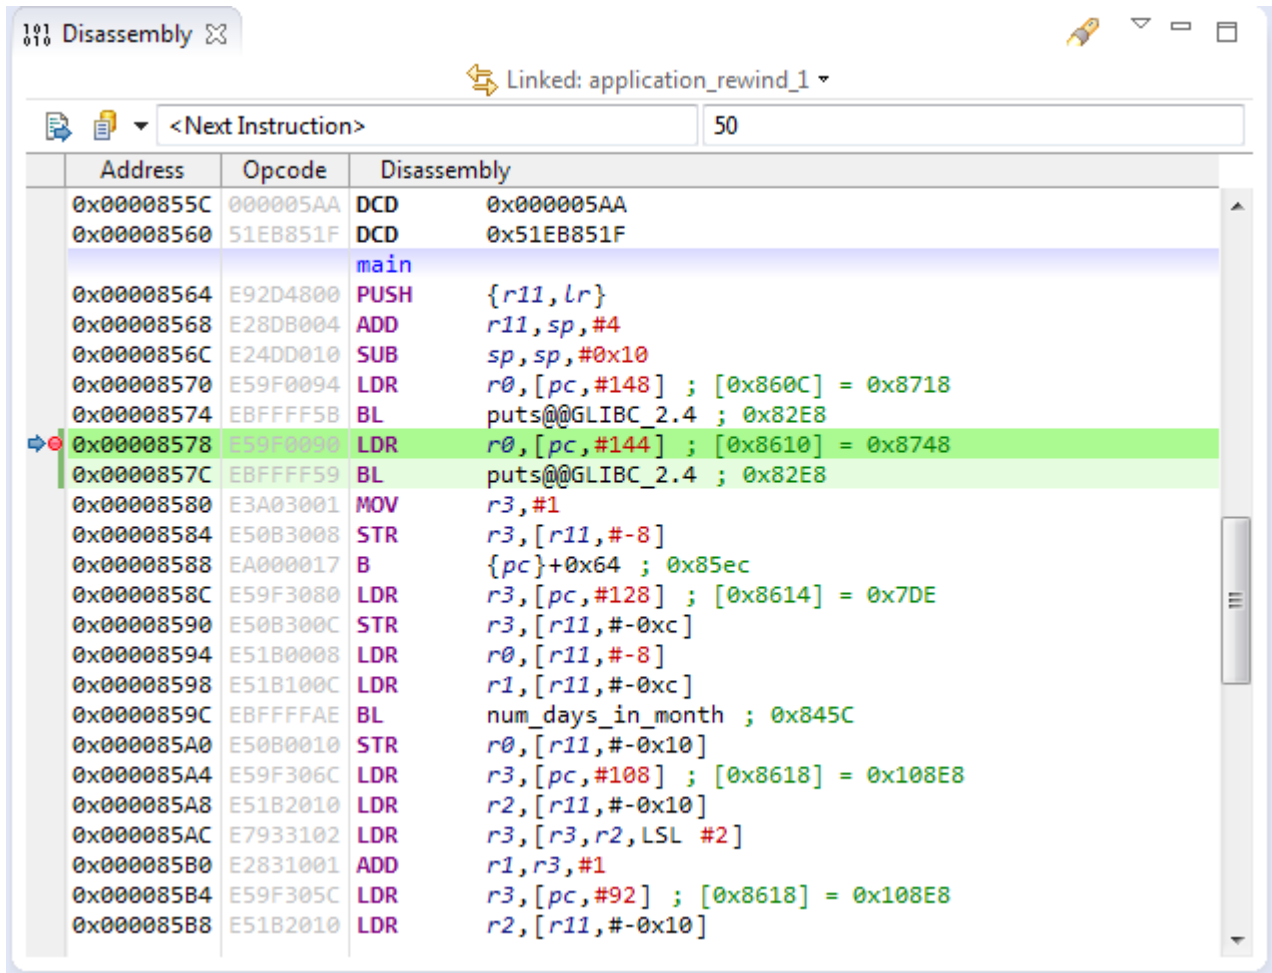 Disassembly
Linked: application_rewind_1
<Next Instruction> 50
Address Opcode Disassembly
0x0000855C 000005AA DCD 0x000005AA
0x00008560 51EB851F DCD 0x51EB851F
main
0x00008564 E92D4800 PUSH {r11,lr}
0x00008568 E28DB004 ADD r11,sp,#4
0x0000856C E24DD010 SUB sp,sp,#0x10
0x00008570 E59F0094 LDR r0,[pc,#148] ; [0x860C] = 0x8718
0x00008574 EBFFFF5B BL puts@@GLIBC_2.4 ; 0x82E8
0x00008578 E59F0090 LDR r0,[pc,#144] ; [0x8610] = 0x8748
0x0000857C EBFFFF59 BL puts@@GLIBC_2.4 ; 0x82E8
0x00008580 E3A03001 MOV r3,#1
0x00008584 E50B3008 STR r3,[r11,#-8]
0x00008588 EA000017 B {pc}+0x64 ; 0x85ec
0x0000858C E59F3080 LDR r3,[pc,#128] ; [0x8614] = 0x7DE
0x00008590 E50B300C STR r3,[r11,#-0xc]
0x00008594 E51B0008 LDR r0,[r11,#-8]
0x00008598 E51B100C LDR r1,[r11,#-0xc]
0x0000859C EBFFFFAE BL num_days_in_month ; 0x845C
0x000085A0 E50B0010 STR r0,[r11,#-0x10]
0x000085A4 E59F306C LDR r3,[pc,#108] ; [0x8618] = 0x108E8
0x000085A8 E51B2010 LDR r2,[r11,#-0x10]
0x000085AC E7933102 LDR r3,[r3,r2,LSL #2]
0x000085B0 E2831001 ADD r1,r3,#1
0x000085B4 E59F305C LDR r3,[pc,#92] ; [0x8618] = 0x108E8
0x000085B8 E51B2010 LDR r2,[r11,#-0x10]